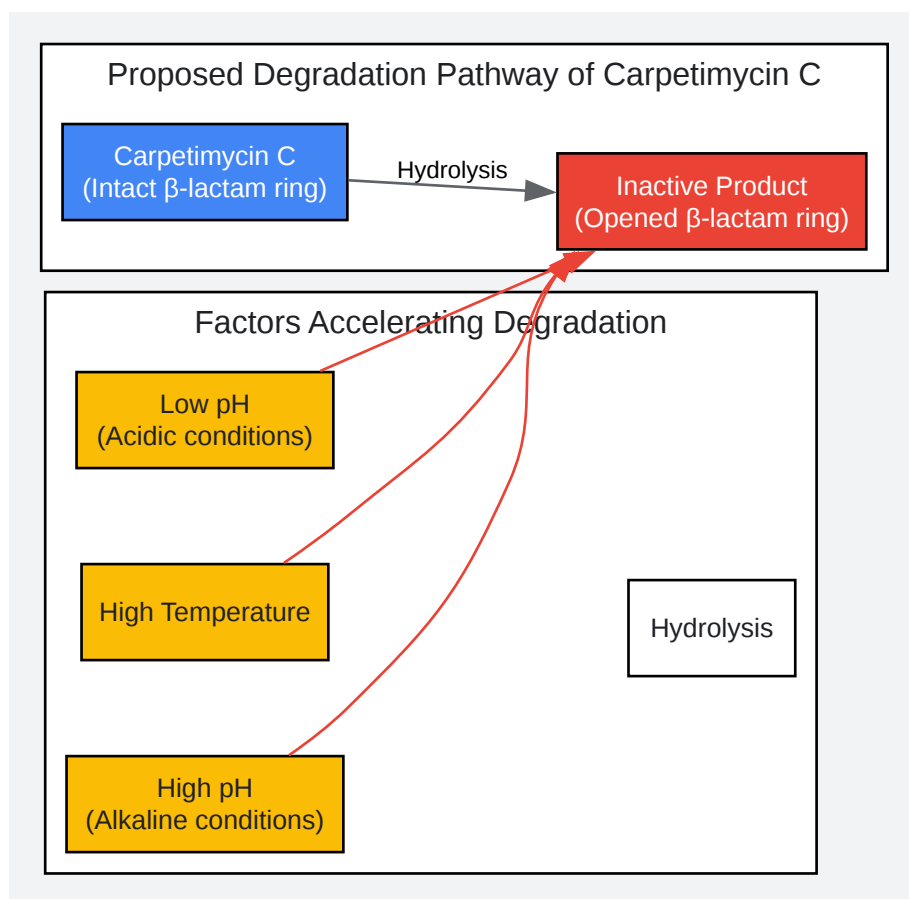 Proposed Degradation Pathway of Carpetimycin C
Carpetimycin C
(Intact β-lactam ring)
Hydrolysis
Inactive Product
(Opened β-lactam ring)
Factors Accelerating Degradation
Low pH
(Acidic conditions)
High Temperature
Hydrolysis
High pH
(Alkaline conditions)